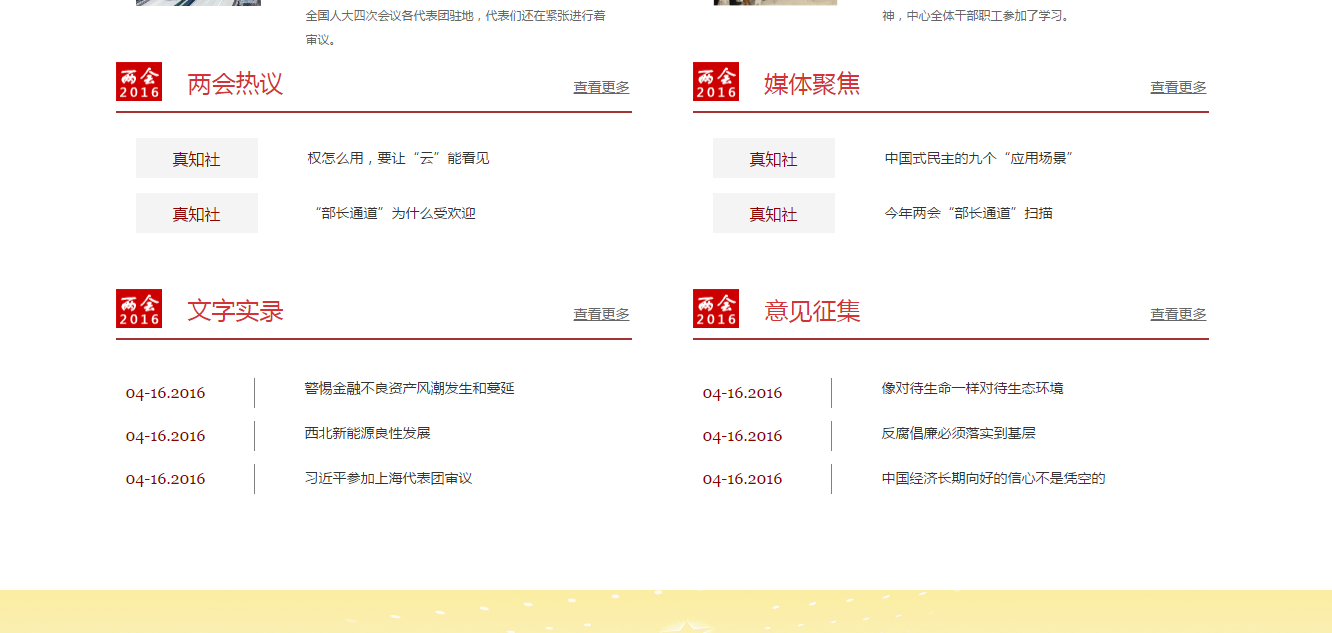 全国人大四次会议各代表团驻地，代表们还在紧张进行着
审议。
神，中心全体干部职工参加了学习。
两会
2016
两会热议
查看更多
真知社
权怎么用，要让“云”能看见
真知社
“部长通道”为什么受欢迎
两会
2016
媒体聚焦
查看更多
真知社
中国式民主的九个“应用场景”
真知社
今年两会“部长通道”扫描
两会
2016
文字实录
查看更多
04-16.2016
警惕金融不良资产风潮发生和蔓延
04-16.2016
西北新能源良性发展
04-16.2016
习近平参加上海代表团审议
两会
2016
意见征集
查看更多
04-16.2016
像对待生命一样对待生态环境
04-16.2016
反腐倡廉必须落实到基层
04-16.2016
中国经济长期向好的信心不是凭空的